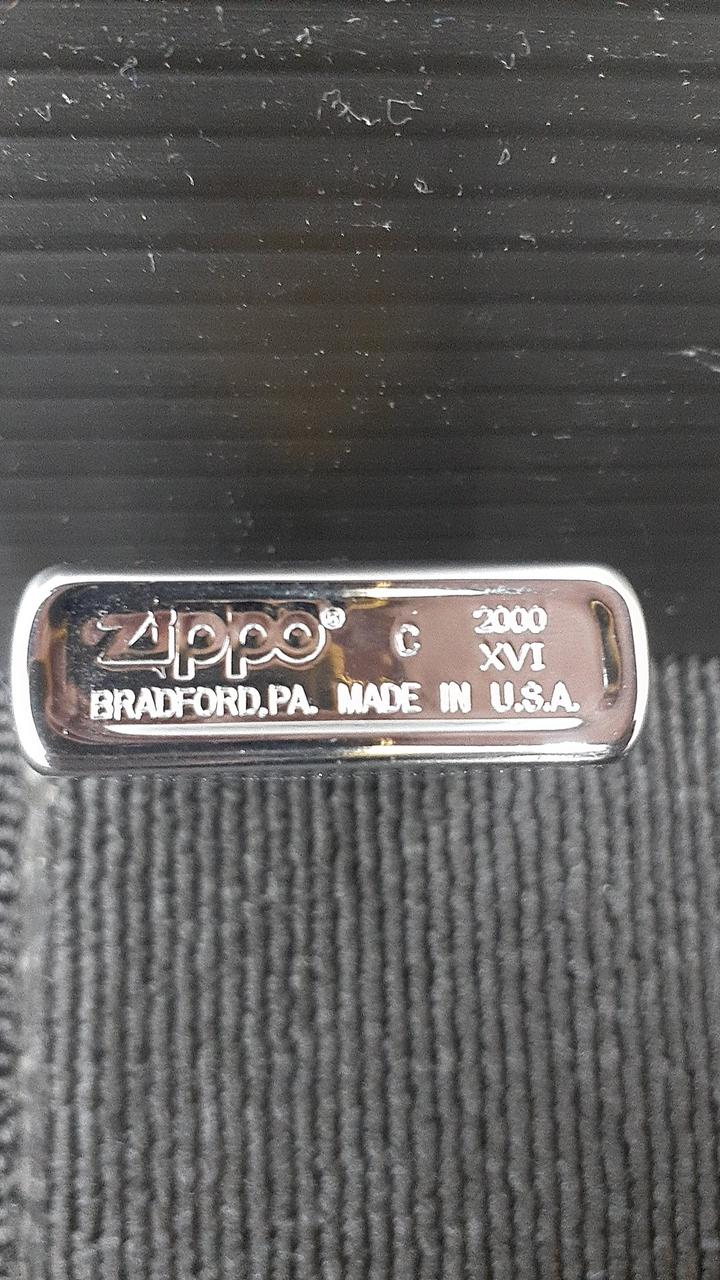 Zippo® C 2000
XVI
BRADFORD,PA. MADE IN U.S.A.